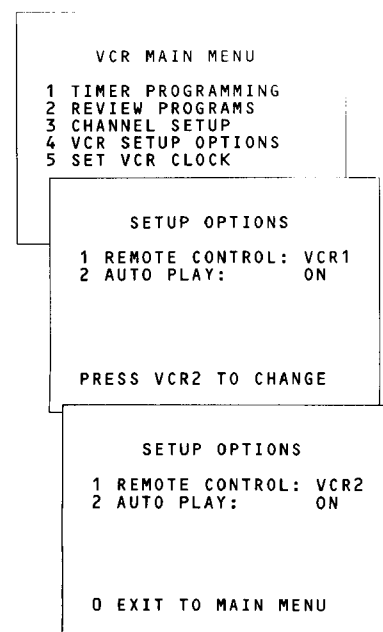 VCR MAIN MENU
1 TIMER PROGRAMMING
2 REVIEW PROGRAMS
3 CHANNEL SETUP
4 VCR SETUP OPTIONS
5 SET VCR CLOCK
SETUP OPTIONS
1 REMOTE CONTROL: VCR1
2 AUTO PLAY: ON
PRESS VCR2 TO CHANGE
SETUP OPTIONS
1 REMOTE CONTROL: VCR2
2 AUTO PLAY: ON
0 EXIT TO MAIN MENU